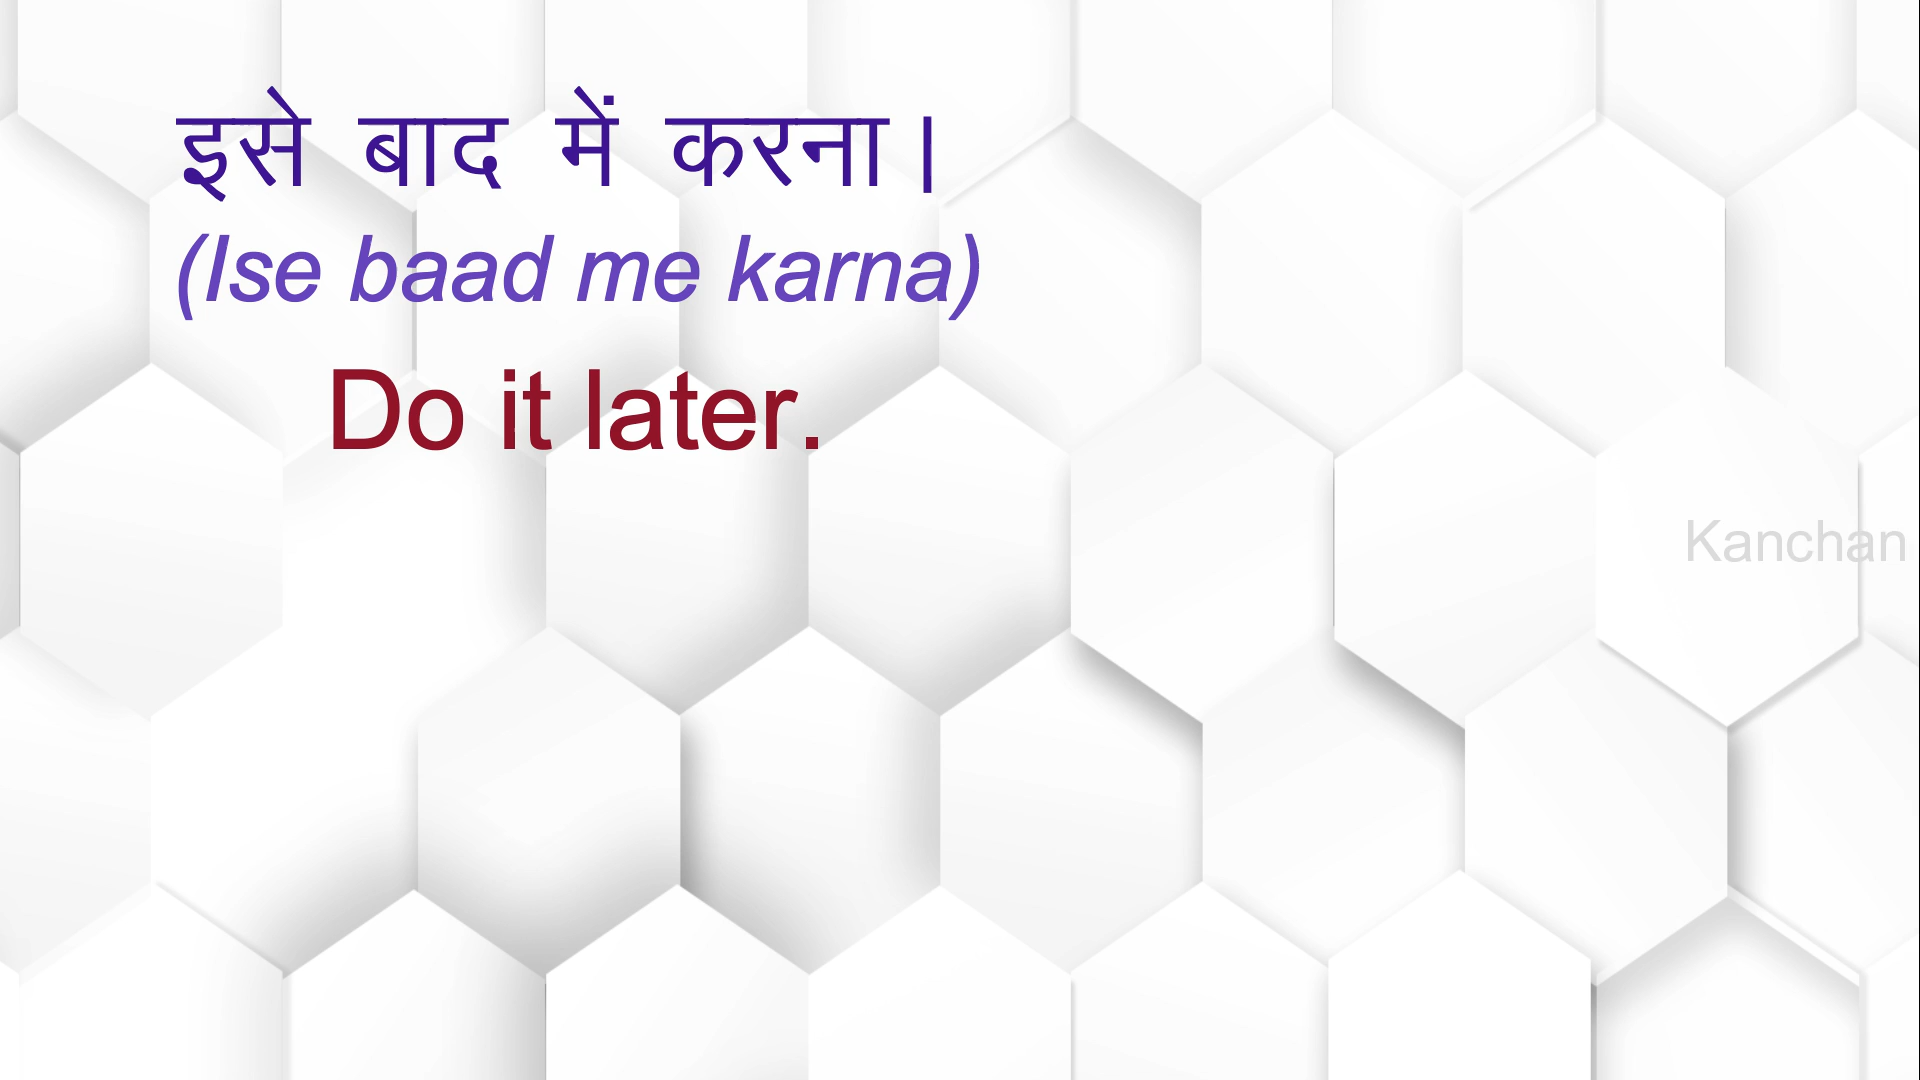 इसे बाद में करना।
(Ise baad me karna)
Do it later.
Kanchan